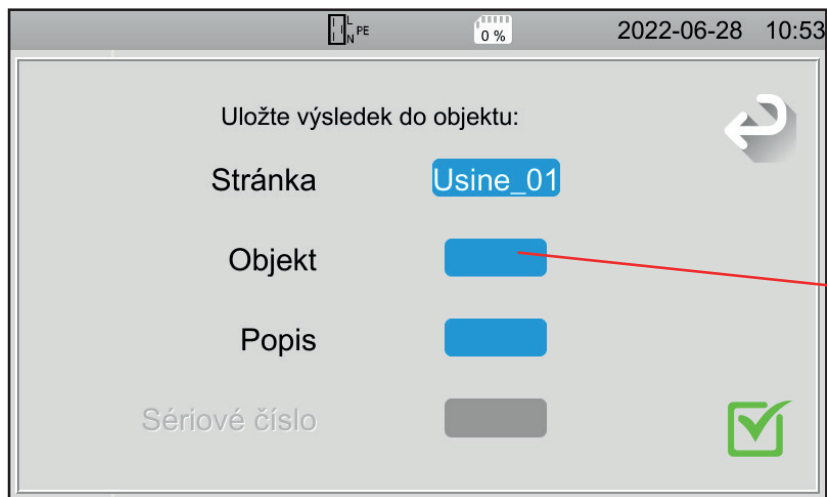 L
N PE
0 %
2022-06-28 10:53
Uložte výsledek do objektu:
Stránka Usine_01
Objekt
Popis
Sériové číslo